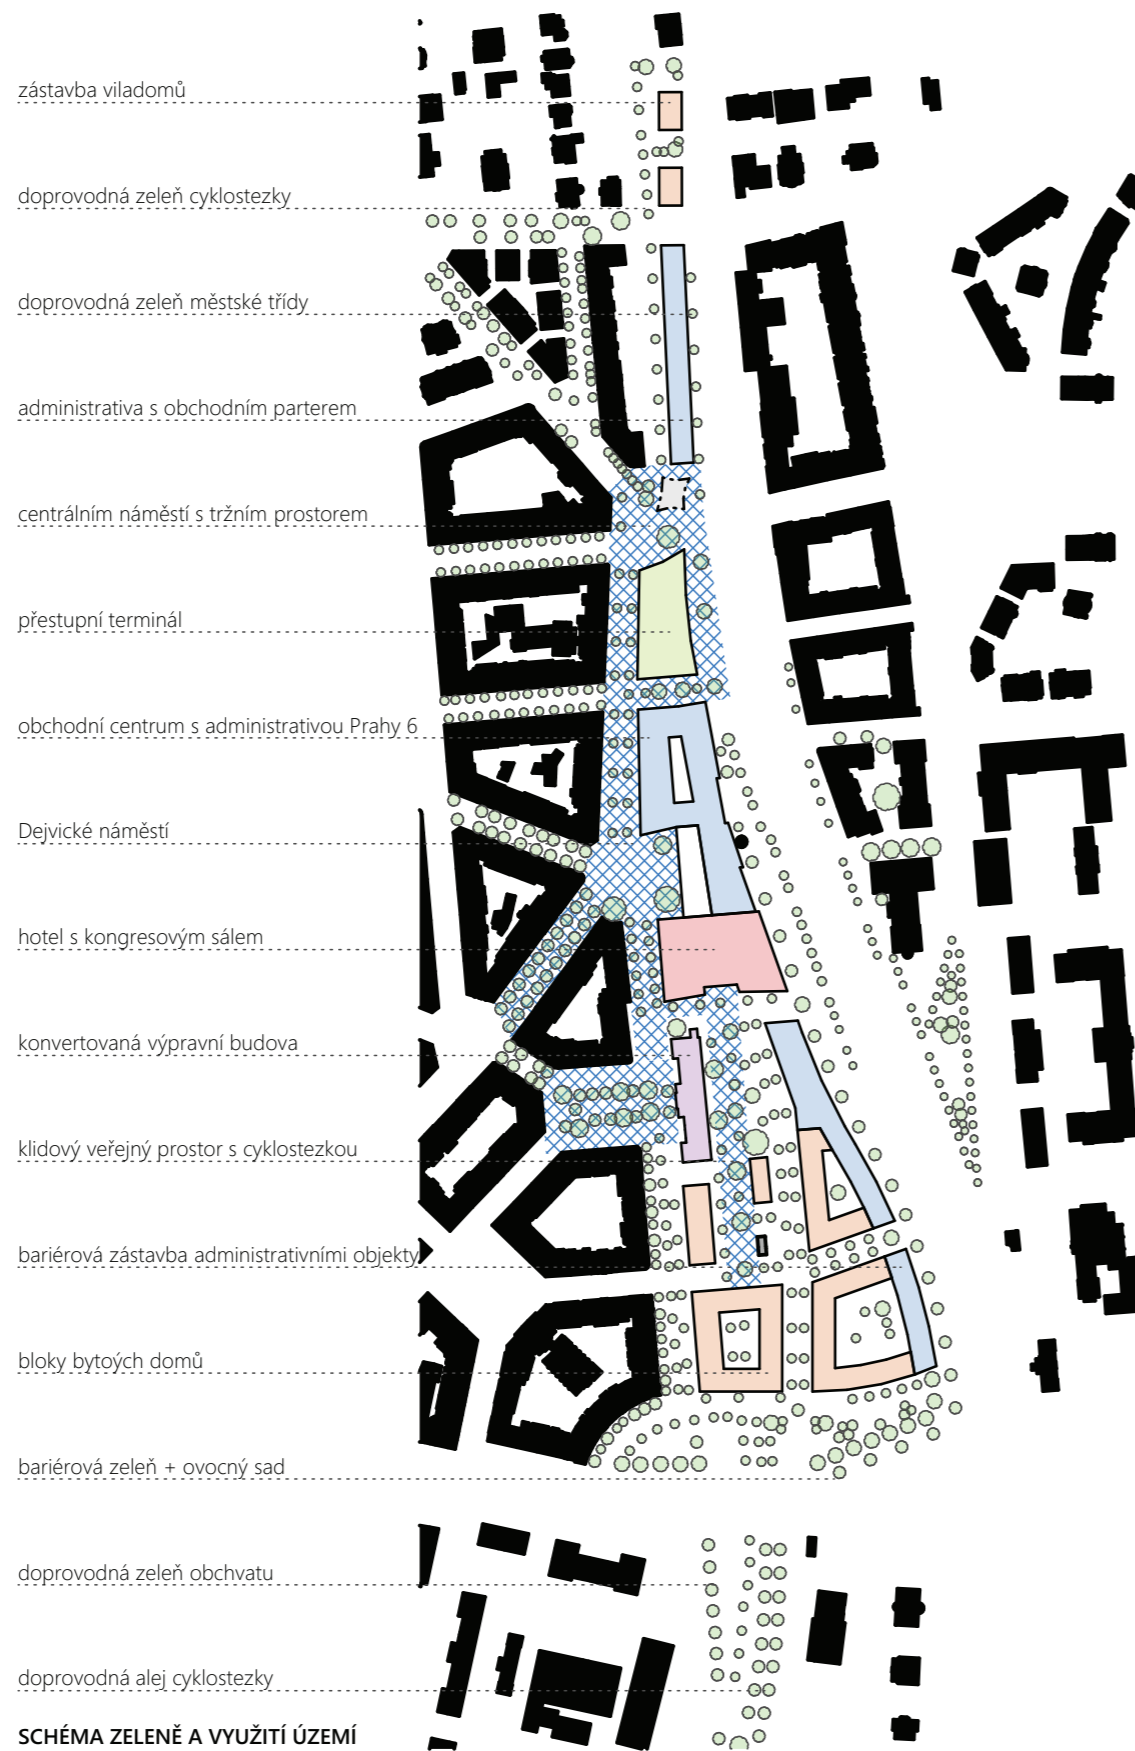 zástavba viladomů
doprovodná zeleň cyklostezky
doprovodná zeleň městské třídy
administrativa s obchodním parterem
centrálním náměstí s tržním prostorem
přestupní terminál
obchodní centrum s administrativou Prahy 6
Dejvické náměstí
hotel s kongresovým sálem
konvertovaná výpravní budova
klidový veřejný prostor s cyklostezkou
bariérová zástavba administrativními objekty
bloky bytoých domů
bariérová zeleň + ovocný sad
doprovodná zeleň obchvatu
doprovodná alej cyklostezky
SCHÉMA ZELENĚ A VYUŽITÍ ÚZEMÍ